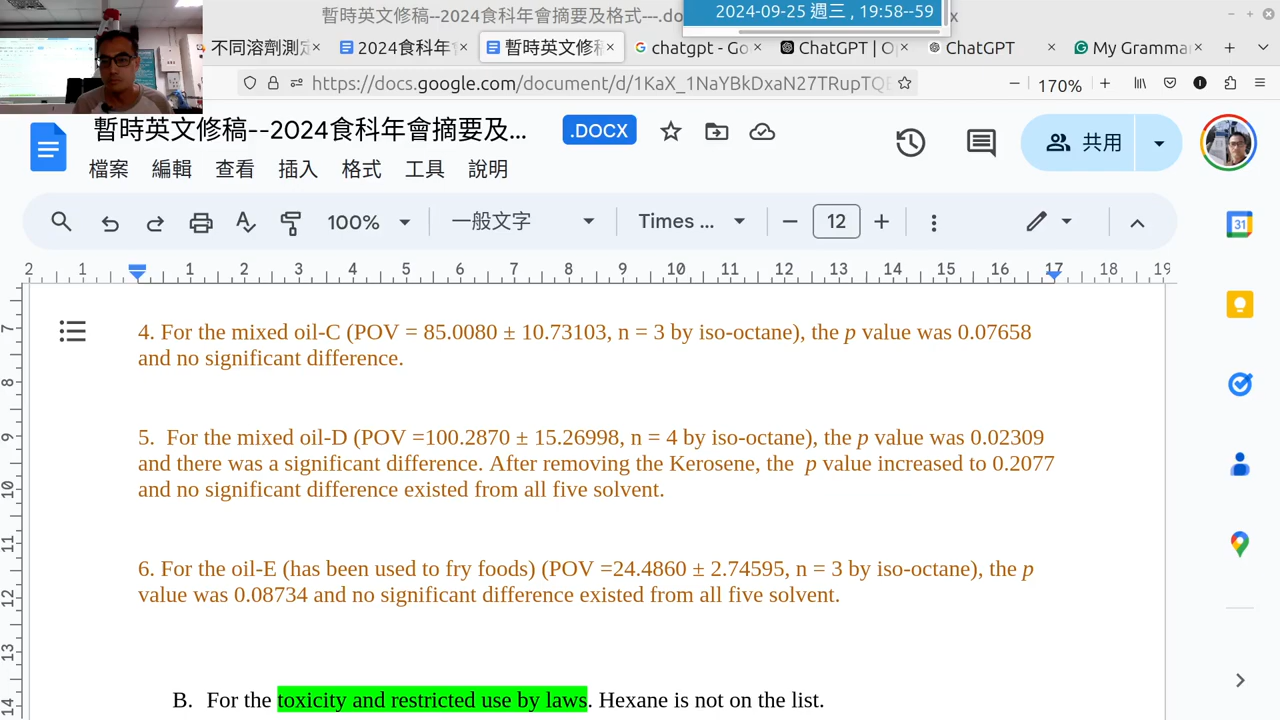 暫時英文修稿--2024食科年會摘要及格式---.do
2024-09-25 週三 , 19:58--59
x
不同溶劑測定
2024食科年
暫時英文修稿
chatgpt - Go
ChatGPT | O
ChatGPT
My Gramma
https://docs.google.com/document/d/1KaX_1NaYBkDxaN27TRupTQE
170%
暫時英文修稿--2024食科年會摘要及...
.DOCX
檔案 編輯 查看 插入 格式 工具 說明
共用
100%
一般文字
Times ...
12
2 1 1 2 3 4 5 6 7 8 9 10 11 12 13 14 15 16 17 18 19
31
7
8
9
10
11
12
13
14
4. For the mixed oil-C (POV = 85.0080 ± 10.73103, n = 3 by iso-octane), the p value was 0.07658
and no significant difference.
5.  For the mixed oil-D (POV =100.2870 ± 15.26998, n = 4 by iso-octane), the p value was 0.02309
and there was a significant difference. After removing the Kerosene, the  p value increased to 0.2077
and no significant difference existed from all five solvent.
6. For the oil-E (has been used to fry foods) (POV =24.4860 ± 2.74595, n = 3 by iso-octane), the p
value was 0.08734 and no significant difference existed from all five solvent.
B. For the toxicity and restricted use by laws. Hexane is not on the list.